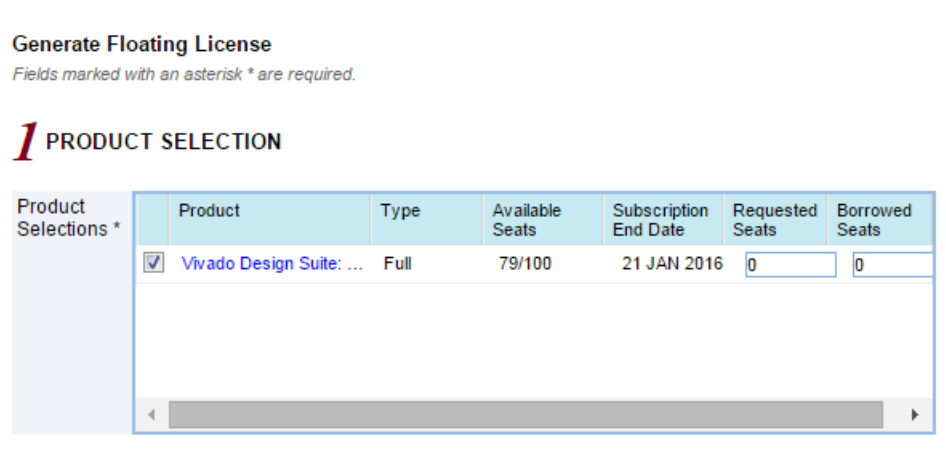 Generate Floating License
Fields marked with an asterisk * are required.
1 PRODUCT SELECTION
Product Selections *
Product Type Available Seats Subscription End Date Requested Seats Borrowed Seats
Vivado Design Suite: ... Full 79/100 21 JAN 2016 0 0